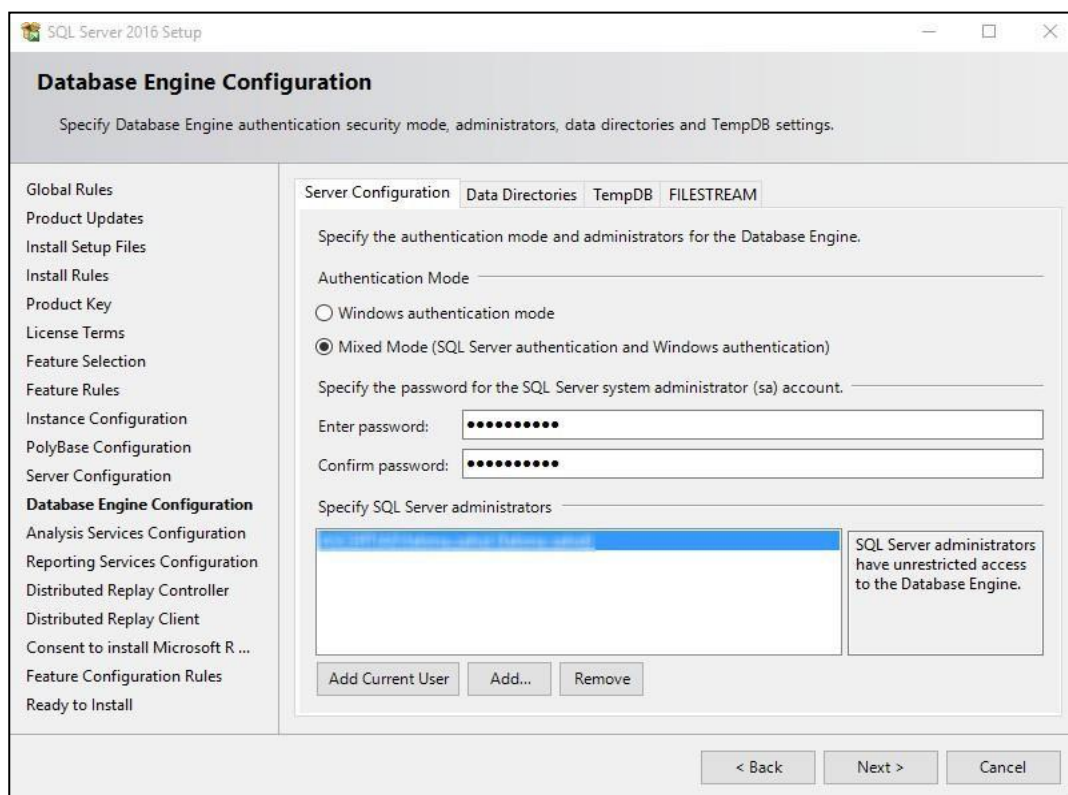 SQL Server 2016 Setup
Database Engine Configuration
Specify Database Engine authentication security mode, administrators, data directories and TempDB settings.
Global Rules
Product Updates
Install Setup Files
Install Rules
Product Key
License Terms
Feature Selection
Feature Rules
Instance Configuration
PolyBase Configuration
Server Configuration
Database Engine Configuration
Analysis Services Configuration
Reporting Services Configuration
Distributed Replay Controller
Distributed Replay Client
Consent to install Microsoft R ...
Feature Configuration Rules
Ready to Install
Server Configuration Data Directories TempDB FILESTREAM
Specify the authentication mode and administrators for the Database Engine.
Authentication Mode
Windows authentication mode
Mixed Mode (SQL Server authentication and Windows authentication)
Specify the password for the SQL Server system administrator (sa) account.
Enter password: ●●●●●●●●●●
Confirm password: ●●●●●●●●●●
Specify SQL Server administrators
SQL Server administrators
have unrestricted access
to the Database Engine.
Add Current User Add... Remove
< Back Next > Cancel